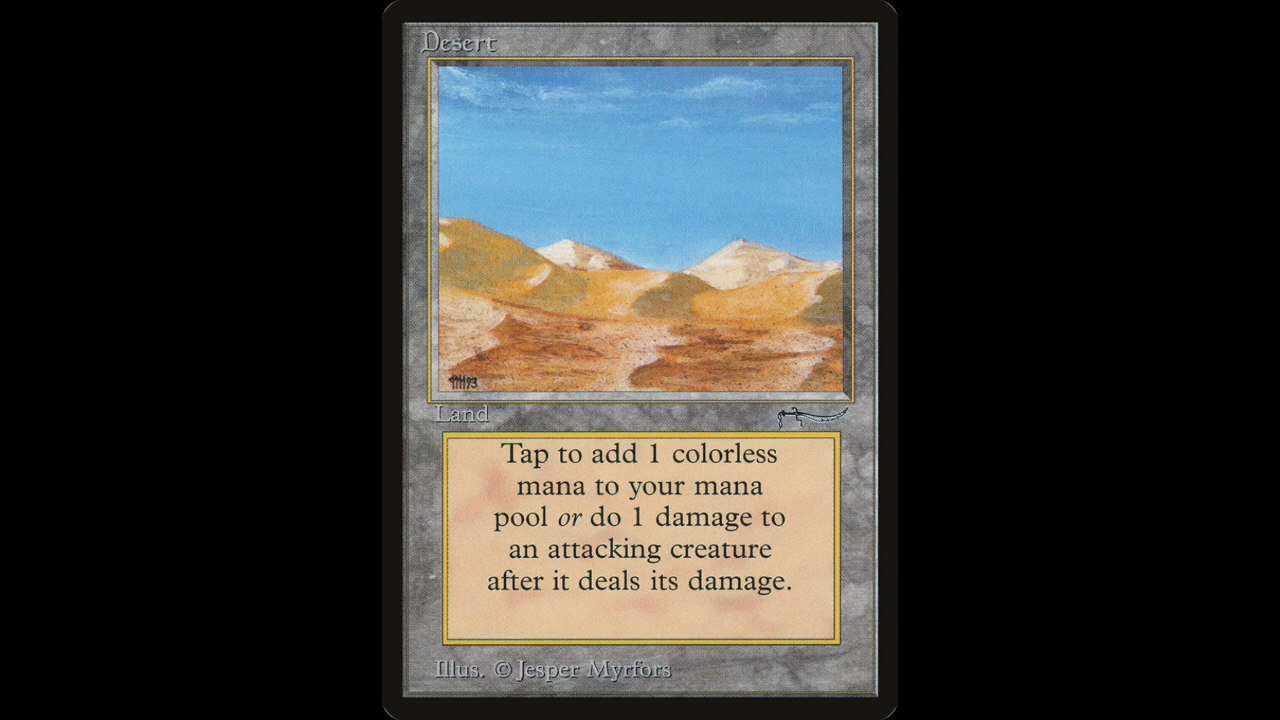 Desert
Land
Tap to add 1 colorless
mana to your mana
pool or do 1 damage to
an attacking creature
after it deals its damage.
Illus. © Jesper Myrfors